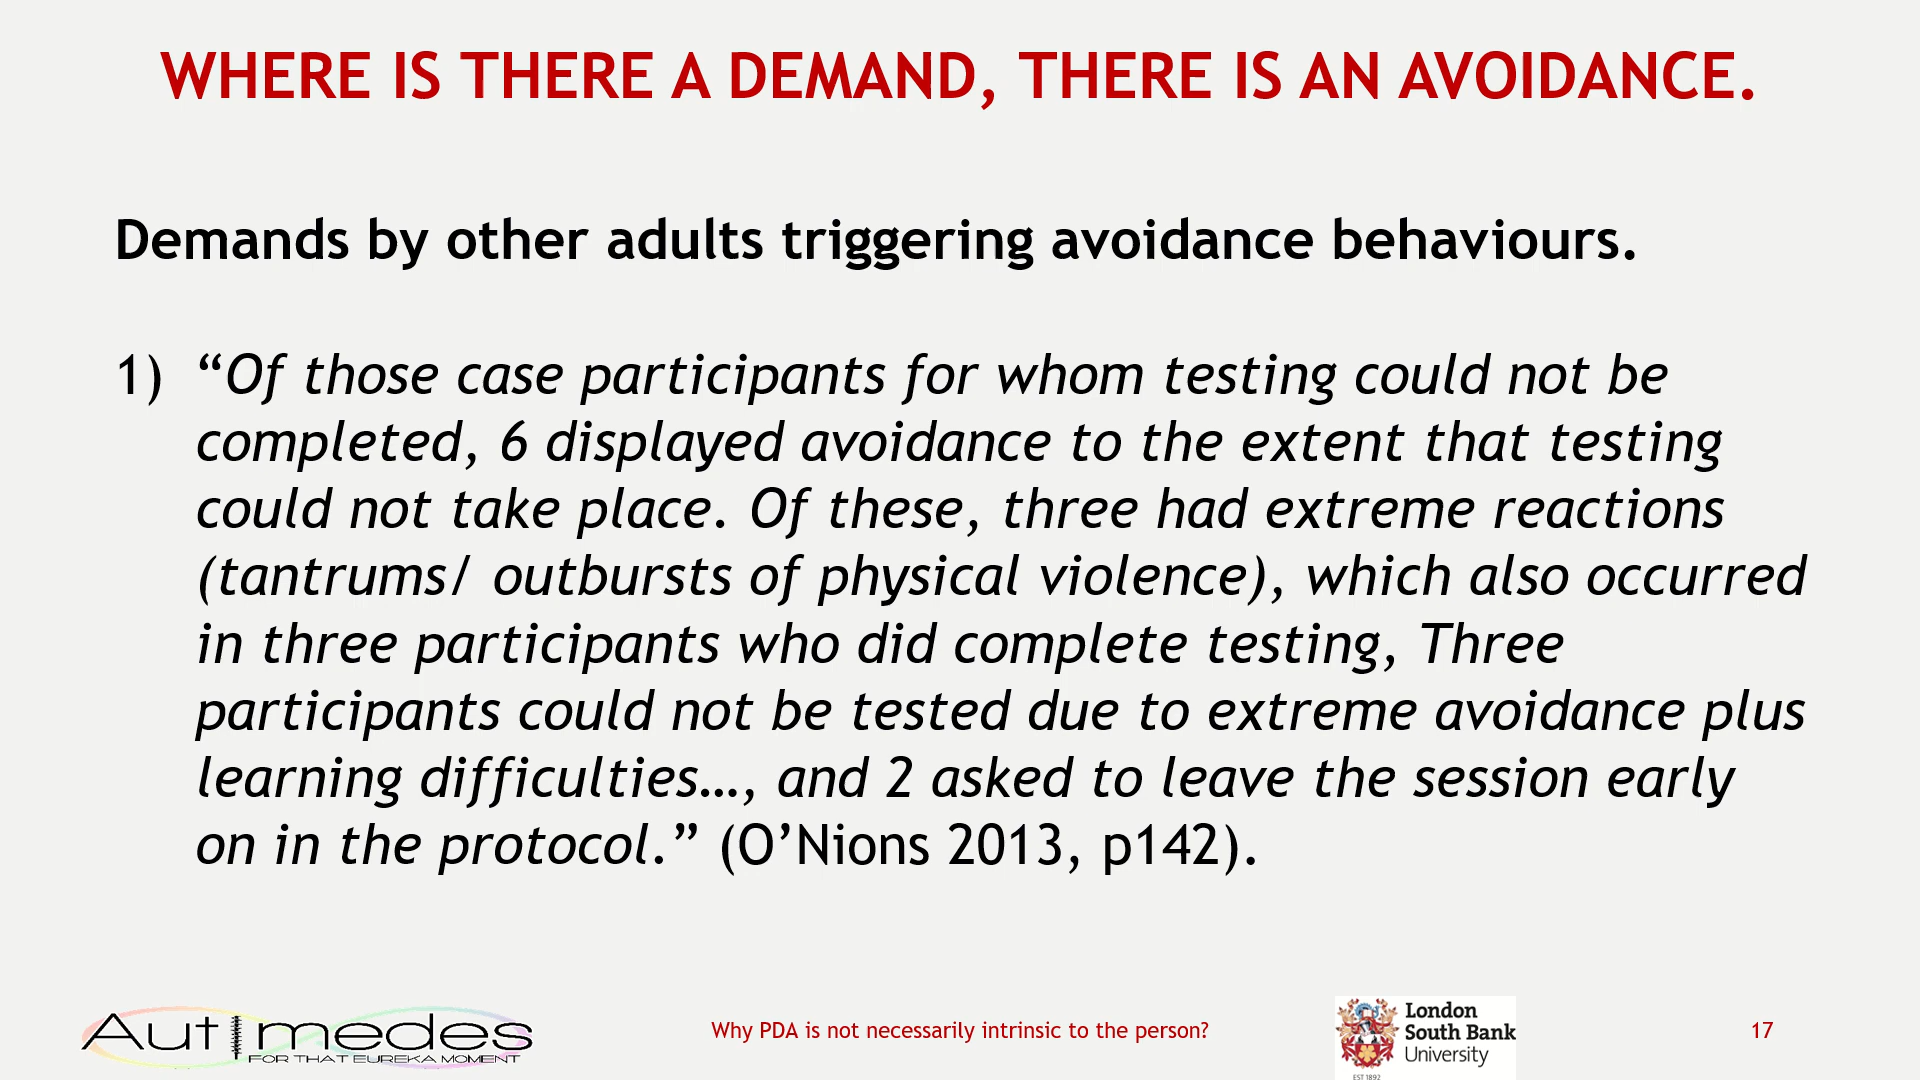 WHERE IS THERE A DEMAND, THERE IS AN AVOIDANCE.
Demands by other adults triggering avoidance behaviours.
1) “Of those case participants for whom testing could not be
completed, 6 displayed avoidance to the extent that testing
could not take place. Of these, three had extreme reactions
(tantrums/ outbursts of physical violence), which also occurred
in three participants who did complete testing, Three
participants could not be tested due to extreme avoidance plus
learning difficulties…, and 2 asked to leave the session early
on in the protocol.” (O’Nions 2013, p142).
Autimedes
FOR THAT EUREKA MOMENT
Why PDA is not necessarily intrinsic to the person?
London
South Bank
University
EST 1892
17